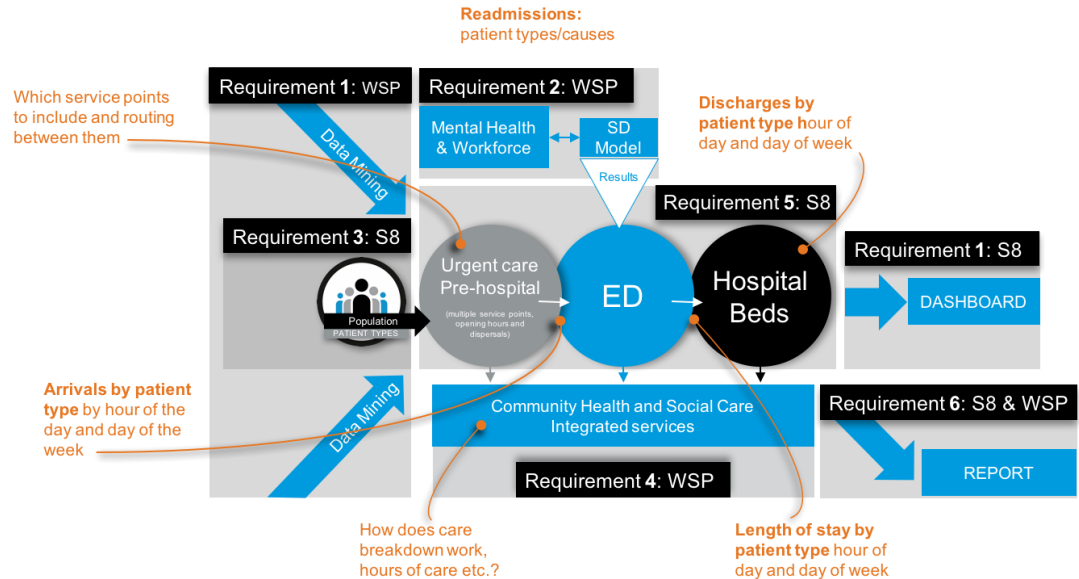 Readmissions:
patient types/causes
Requirement 1: WSP
Requirement 2: WSP
Which service points
to include and routing
between them
Data Mining
Mental Health
& Workforce
SD
Model
Results
Discharges by
patient type hour of
day and day of week
Requirement 5: S8
Requirement 3: S8
Urgent care
Pre-hospital
(multiple service points,
opening hours and
dispersals)
ED
Hospital
Beds
Requirement 1: S8
DASHBOARD
Population
PATIENT TYPES
Arrivals by patient
type by hour of the
day and day of the
week
Data Mining
Community Health and Social Care
Integrated services
Requirement 6: S8 & WSP
REPORT
Requirement 4: WSP
How does care
breakdown work,
hours of care etc.?
Length of stay by
patient type hour of
day and day of week